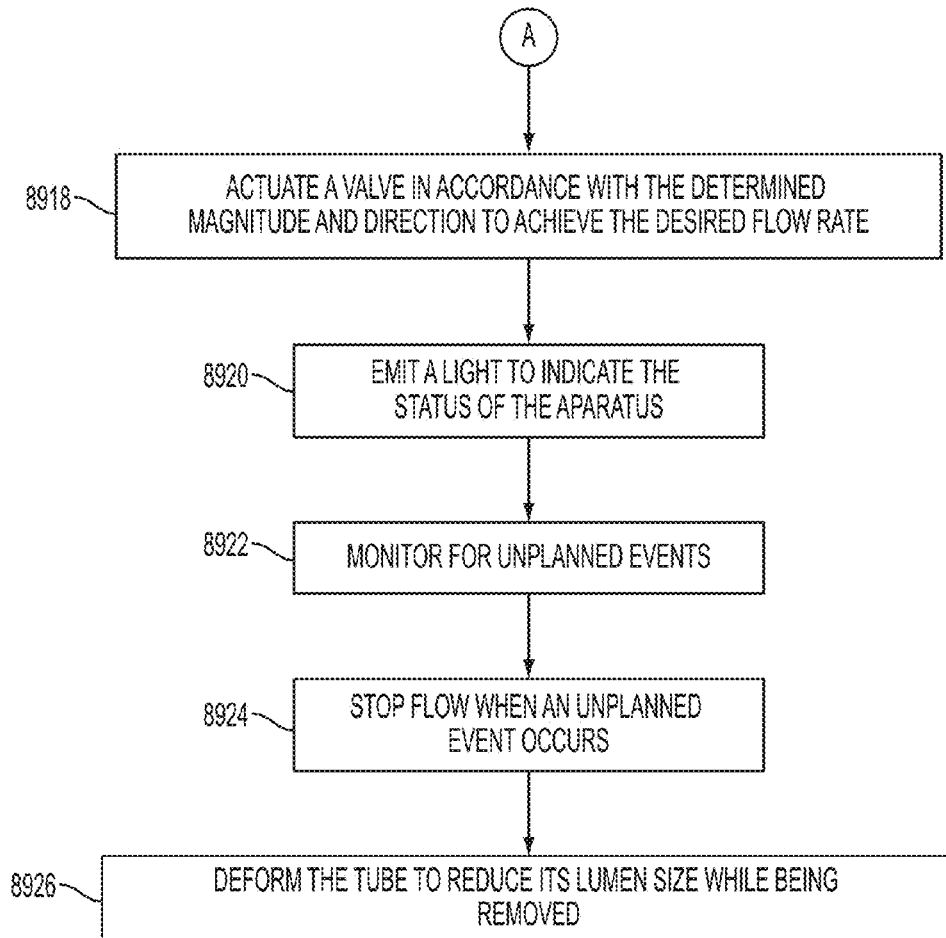 A
8918
ACTUATE A VALVE IN ACCORDANCE WITH THE DETERMINED
MAGNITUDE AND DIRECTION TO ACHIEVE THE DESIRED FLOW RATE
8920
EMIT A LIGHT TO INDICATE THE
STATUS OF THE APARATUS
8922
MONITOR FOR UNPLANNED EVENTS
8924
STOP FLOW WHEN AN UNPLANNED
EVENT OCCURS
8926
DEFORM THE TUBE TO REDUCE ITS LUMEN SIZE WHILE BEING
REMOVED